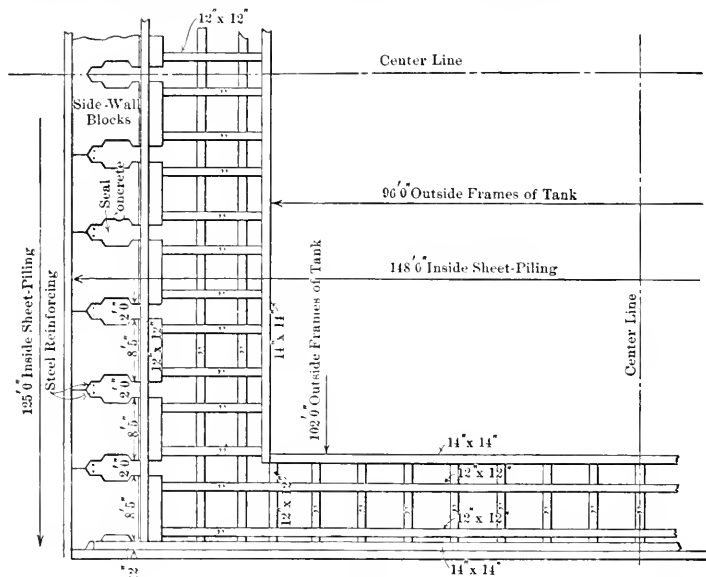 12" x 12"
Center Line
Side-Wall
Blocks
Seal
Concrete
96' 0" Outside Frames of Tank
148' 0" Inside Sheet-Piling
125' 0" Inside Sheet-Piling
Steel Reinforcing
102' 0" Outside Frames of Tank
Center Line
14" x 14"
12" x 12"
2' 0"
8' 5"
2' 0"
8' 5"
2' 0"
8' 5"
14" x 14"
12" x 12"
12" x 12"
12" x 12"
14" x 14"